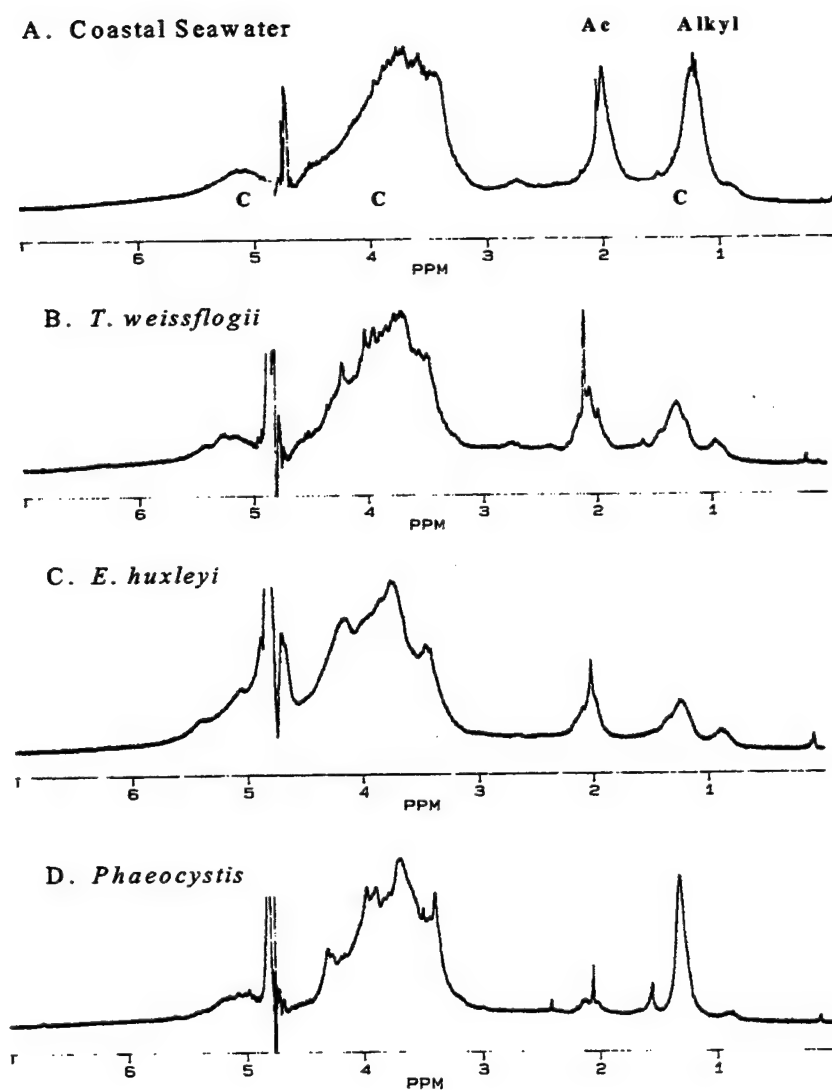 A. Coastal Seawater
Ac
Alkyl
C
C
C
6 5 4 3 2 1
PPM
B. T. weissflogii
6 5 4 3 2 1
PPM
C. E. huxleyi
6 5 4 3 2 1
PPM
D. Phaeocystis
6 5 4 3 2 1
PPM